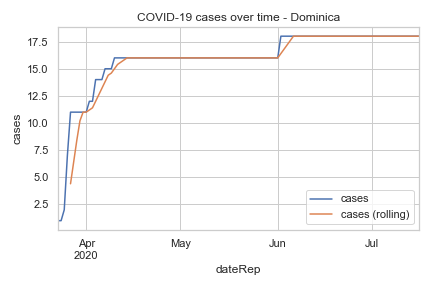 COVID-19 cases over time - Dominica
cases
17.5
15.0
12.5
10.0
7.5
5.0
2.5
cases
cases (rolling)
Apr
2020
May
Jun
Jul
dateRep